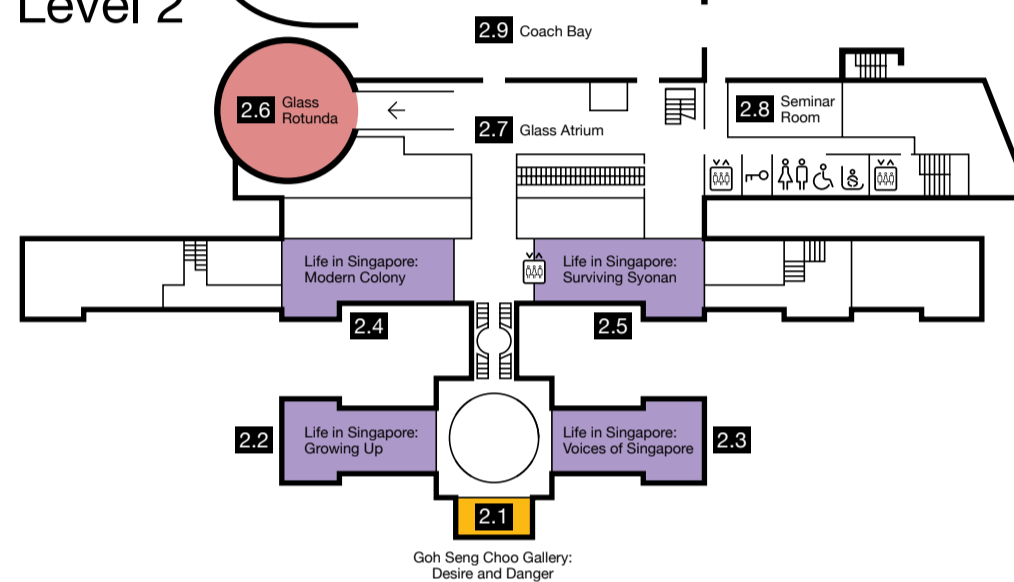 Level 2
2.9 Coach Bay
2.6 Glass
Rotunda
2.7 Glass Atrium
2.8 Seminar
Room
Life in Singapore:
Modern Colony
2.4
Life in Singapore:
Surviving Syonan
2.5
2.2
Life in Singapore:
Growing Up
Life in Singapore:
Voices of Singapore
2.3
2.1
Goh Seng Choo Gallery:
Desire and Danger